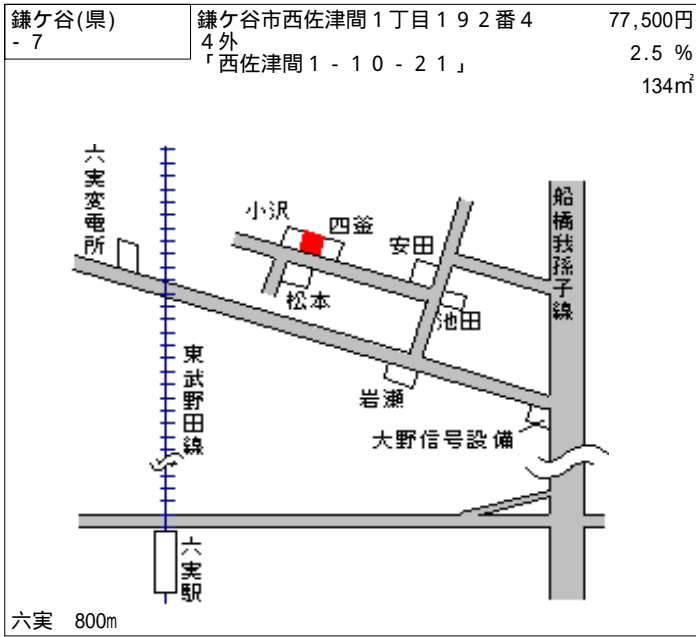 鎌ケ谷(県)
- 7
鎌ケ谷市西佐津間１丁目１９２番４
４外
「西佐津間１-１０-２１」
77,500円
2.5 %
134㎡
六実変電所
小沢
四釜
安田
船橋我孫子線
松本
池田
東武野田線
岩瀬
大野信号設備
六実駅
六実 800m